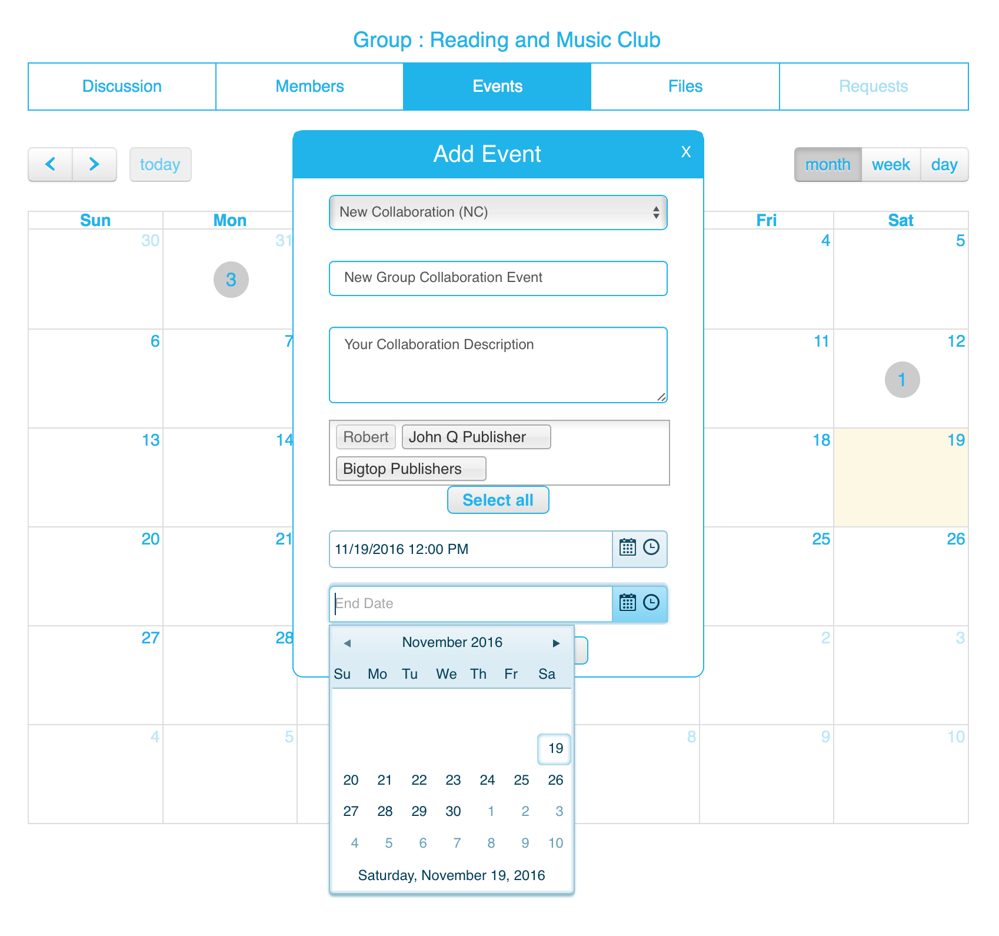 Group : Reading and Music Club
Discussion Members Events Files Requests
Add Event X
today month week day
New Collaboration (NC)
Sun Mon Fri Sat
30 31 4 5
3
New Group Collaboration Event
6 7 11 12
Your Collaboration Description
1
13 14 18 19
Robert John Q Publisher
Bigtop Publishers
Select all
20 21 25 26
11/19/2016 12:00 PM
End Date
27 28 2 3
November 2016
Su Mo Tu We Th Fr Sa
4 5 8 9 10
19
20 21 22 23 24 25 26
27 28 29 30 1 2 3
4 5 6 7 8 9 10
Saturday, November 19, 2016